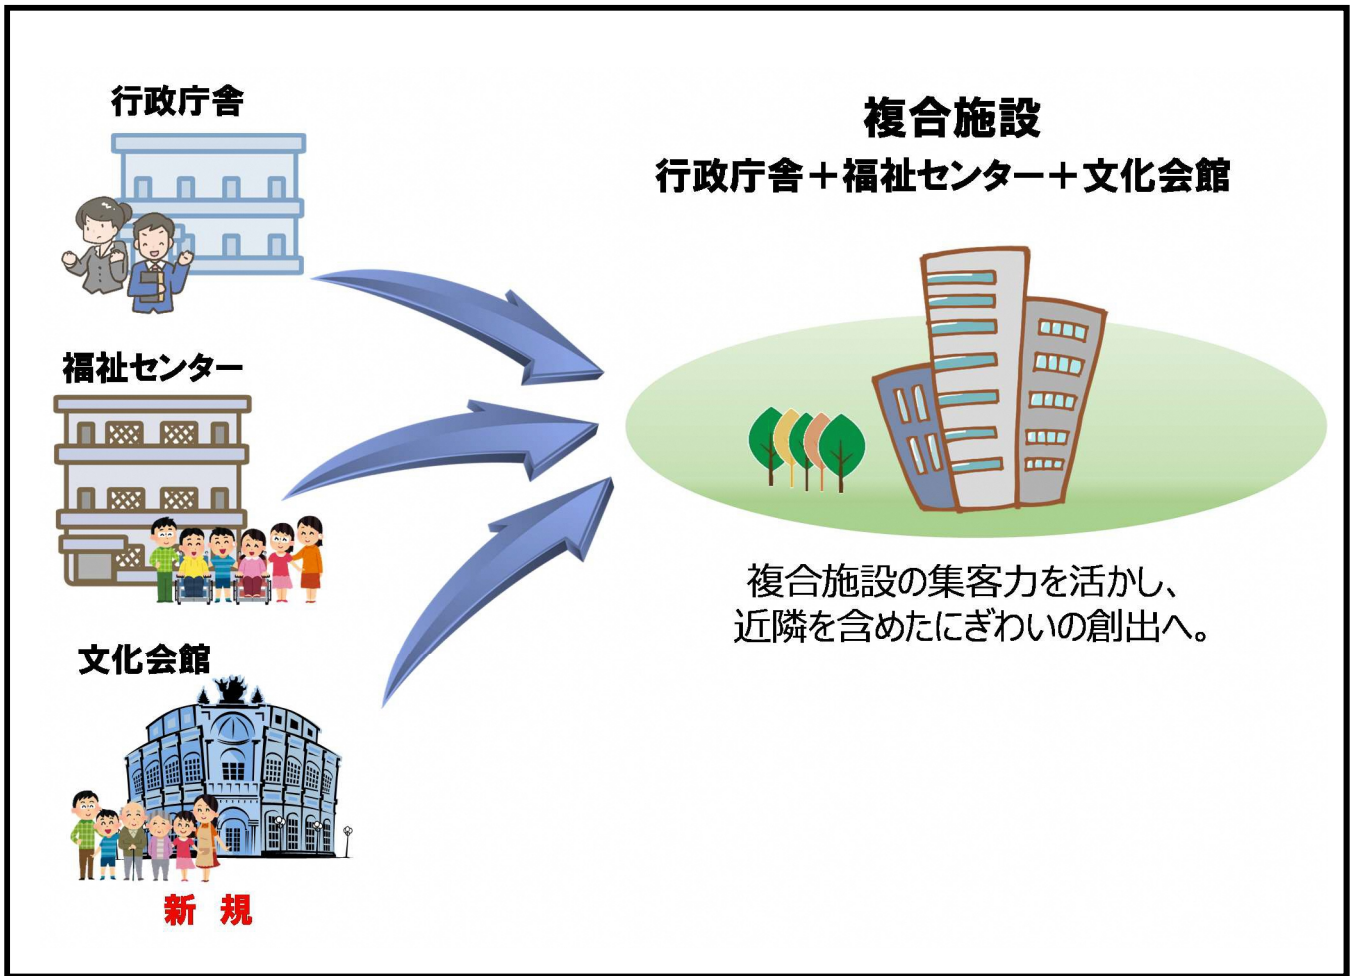 行政庁舎
福祉センター
文化会館
新 規
複合施設
行政庁舎＋福祉センター＋文化会館
複合施設の集客力を活かし、
近隣を含めたにぎわいの創出へ。